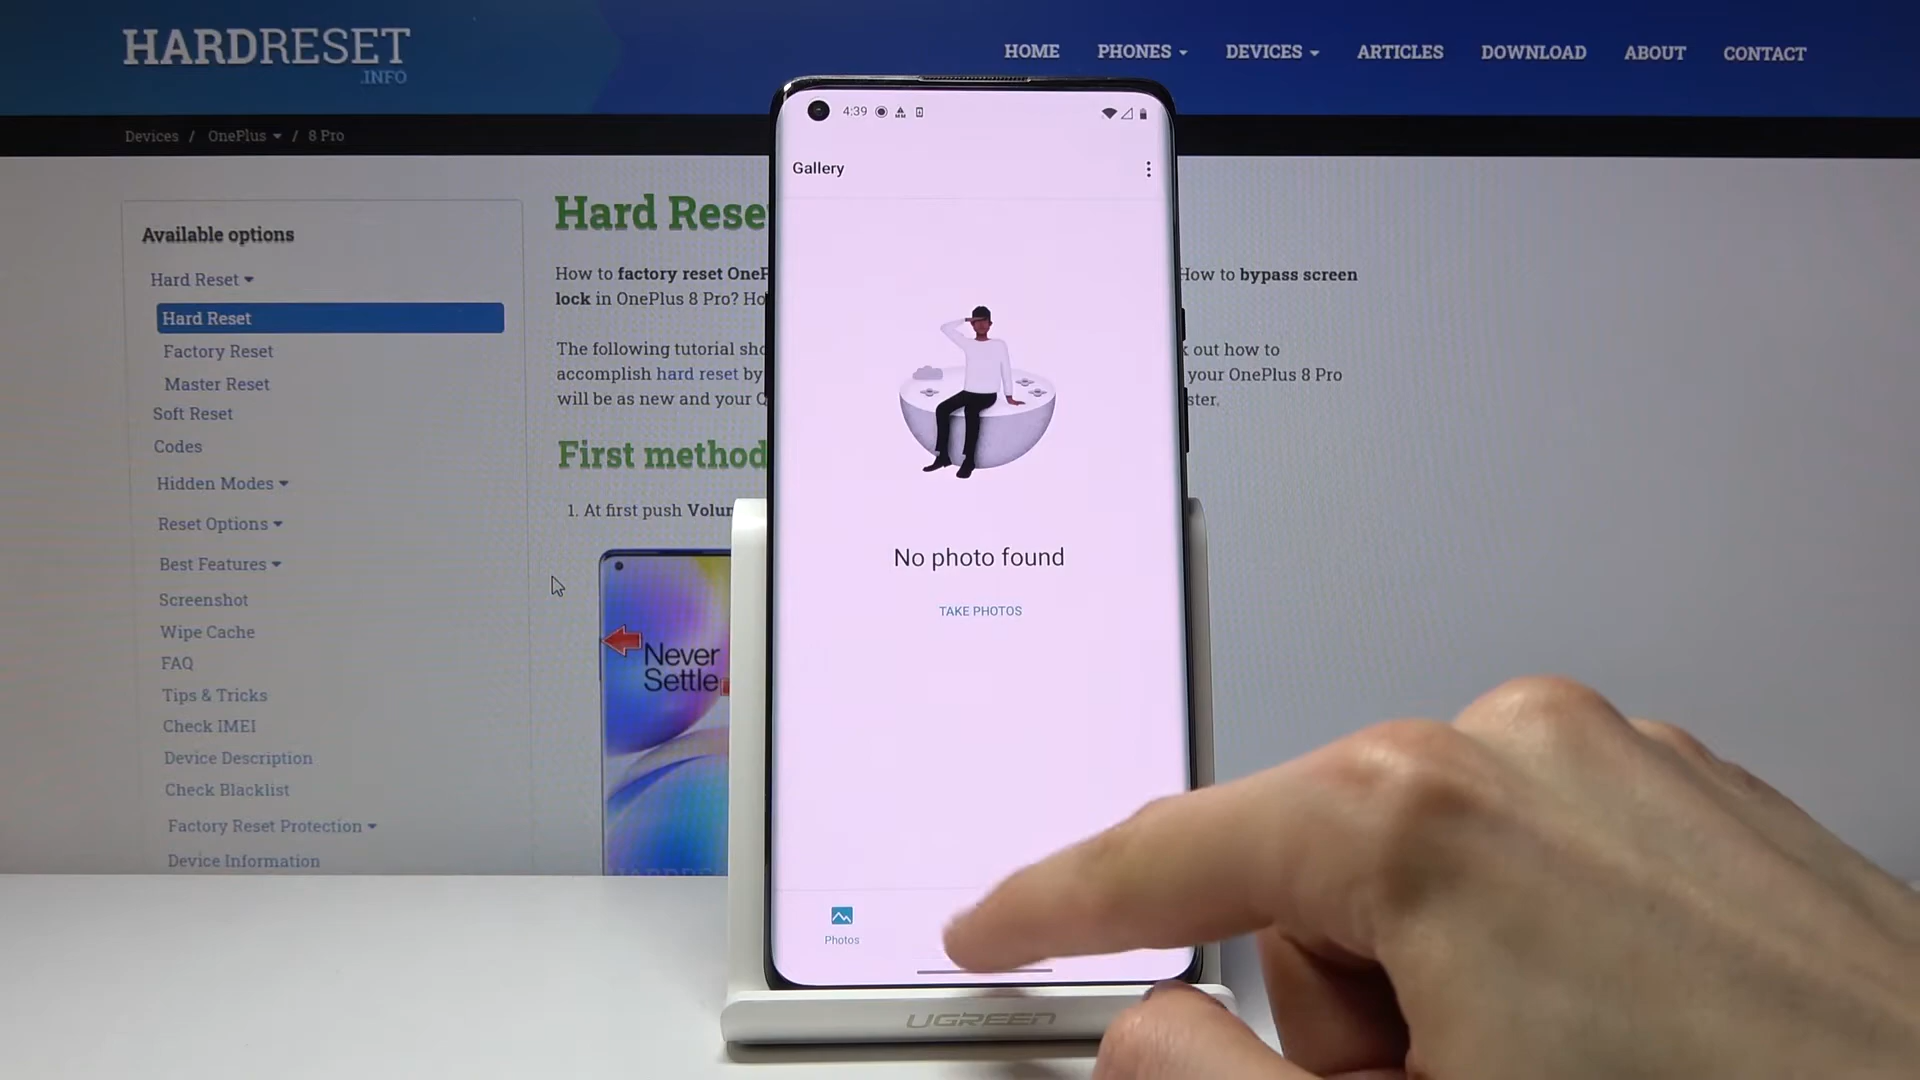 HARDRESET
.INFO
HOME PHONES DEVICES ARTICLES DOWNLOAD ABOUT CONTACT
Devices / OnePlus / 8 Pro
Available options
Hard Reset
Hard Reset
Factory Reset
Master Reset
Soft Reset
Codes
Hidden Modes
Reset Options
Best Features
Screenshot
Wipe Cache
FAQ
Tips & Tricks
Check IMEI
Device Description
Check Blacklist
Factory Reset Protection
Device Information
Hard Rese
How to factory reset OneP How to bypass screen
lock in OnePlus 8 Pro? Ho
The following tutorial sho k out how to
accomplish hard reset by your OnePlus 8 Pro
will be as new and your ster.
First method
1. At first push Volu
Never
Settle
4:39
Gallery
No photo found
TAKE PHOTOS
Photos
UGREEN